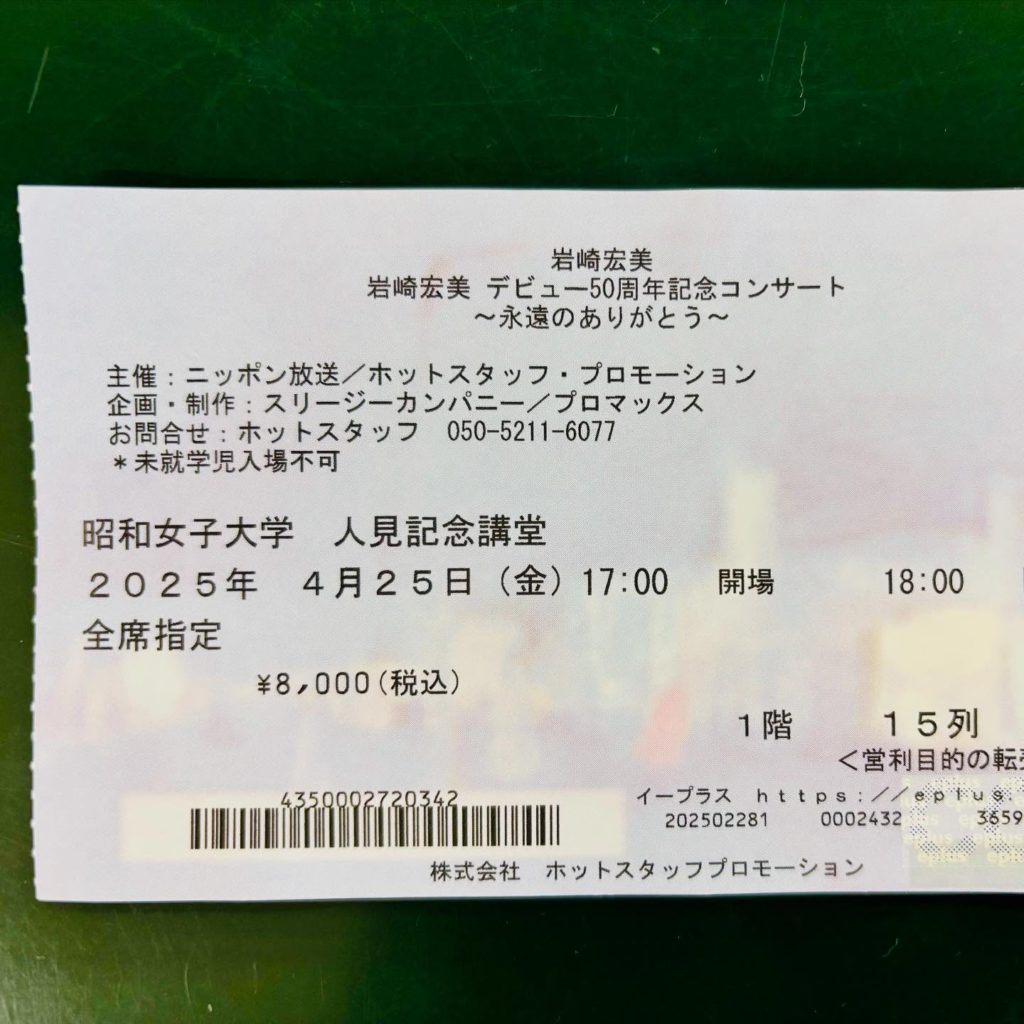 岩崎宏美
岩崎宏美 デビュー50周年記念コンサート
～永遠のありがとう～
主催：ニッポン放送／ホットスタッフ・プロモーション
企画・制作：スリージーカンパニー／プロマックス
お問合せ：ホットスタッフ　050-5211-6077
＊未就学児入場不可
昭和女子大学　人見記念講堂
２０２５年　４月２５日（金）17:00　開場　18:00
全席指定
¥8,000(税込)
１階　１５列
＜営利目的の転売
4350002720342
イープラス　ｈｔｔｐｓ：／／ｅｐｌｕｓ．
202502281　0002432　3659
eplus eplus
株式会社　ホットスタッフプロモーション